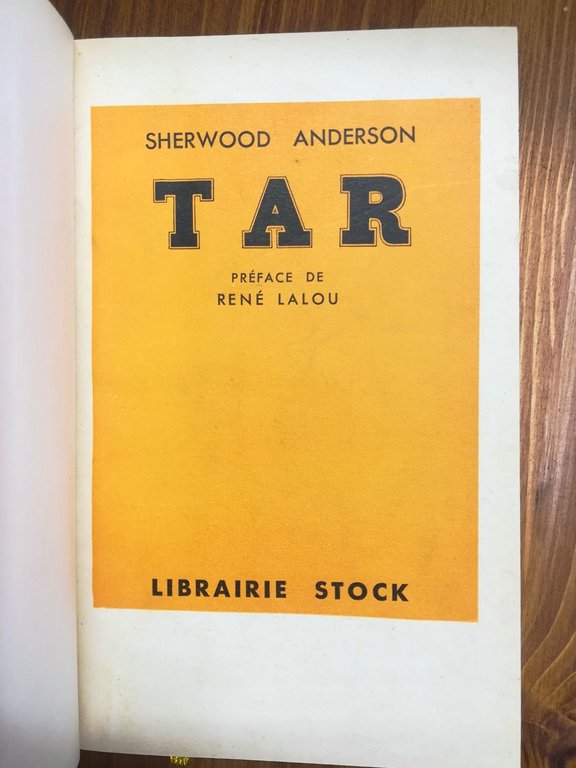 SHERWOOD ANDERSON
TAR
PRÉFACE DE
RENÉ LALOU
LIBRAIRIE STOCK